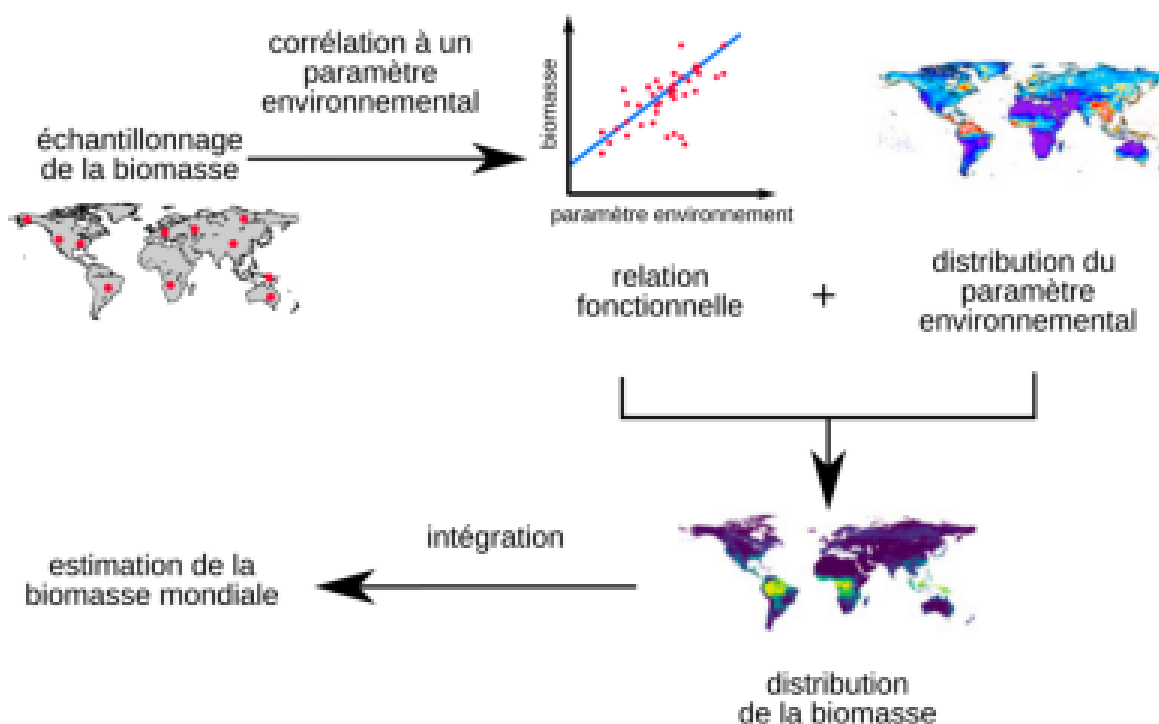 corrélation à un
paramètre
environnemental
échantillonnage
de la biomasse
biomasse
paramètre environnement
relation
fonctionnelle
+
distribution du
paramètre
environnemental
intégration
estimation de la
biomasse mondiale
distribution
de la biomasse